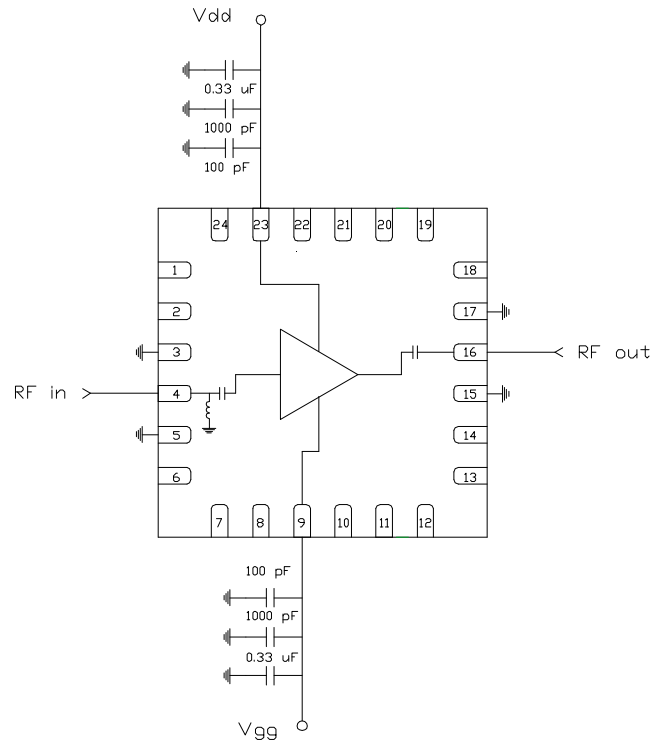 Vdd
0.33 uF
1000 pF
100 pF
24 23 22 21 20 19
1 18
2 17
3 16 RF out
RF in 4 15
5 14
6 13
7 8 9 10 11 12
100 pF
1000 pF
0.33 uF
Vgg